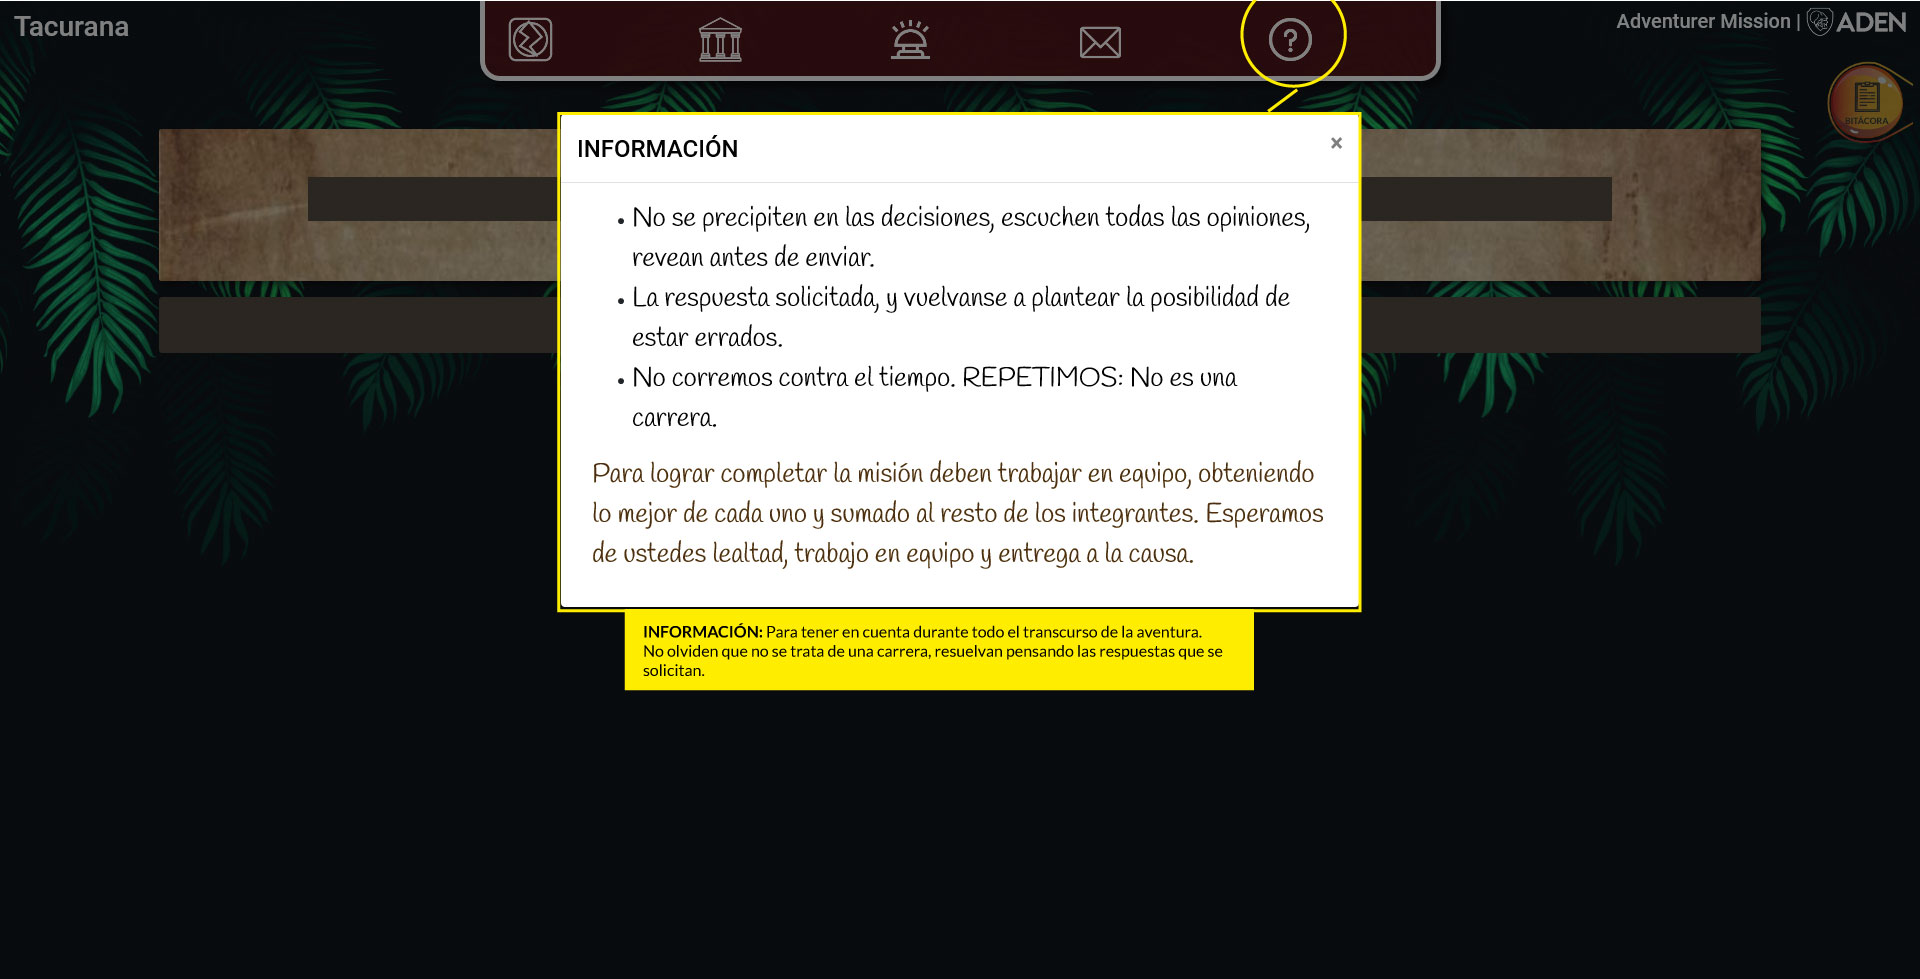 Tacurana
Adventurer Mission | ADEN
BITÁCORA
INFORMACIÓN
×
• No se precipiten en las decisiones, escuchen todas las opiniones,
revean antes de enviar.
• La respuesta solicitada, y vuelvanse a plantear la posibilidad de
estar errados.
• No corremos contra el tiempo. REPETIMOS: No es una
carrera.
Para lograr completar la misión deben trabajar en equipo, obteniendo
lo mejor de cada uno y sumado al resto de los integrantes. Esperamos
de ustedes lealtad, trabajo en equipo y entrega a la causa.
INFORMACIÓN: Para tener en cuenta durante todo el transcurso de la aventura.
No olviden que no se trata de una carrera, resuelvan pensando las respuestas que se
solicitan.